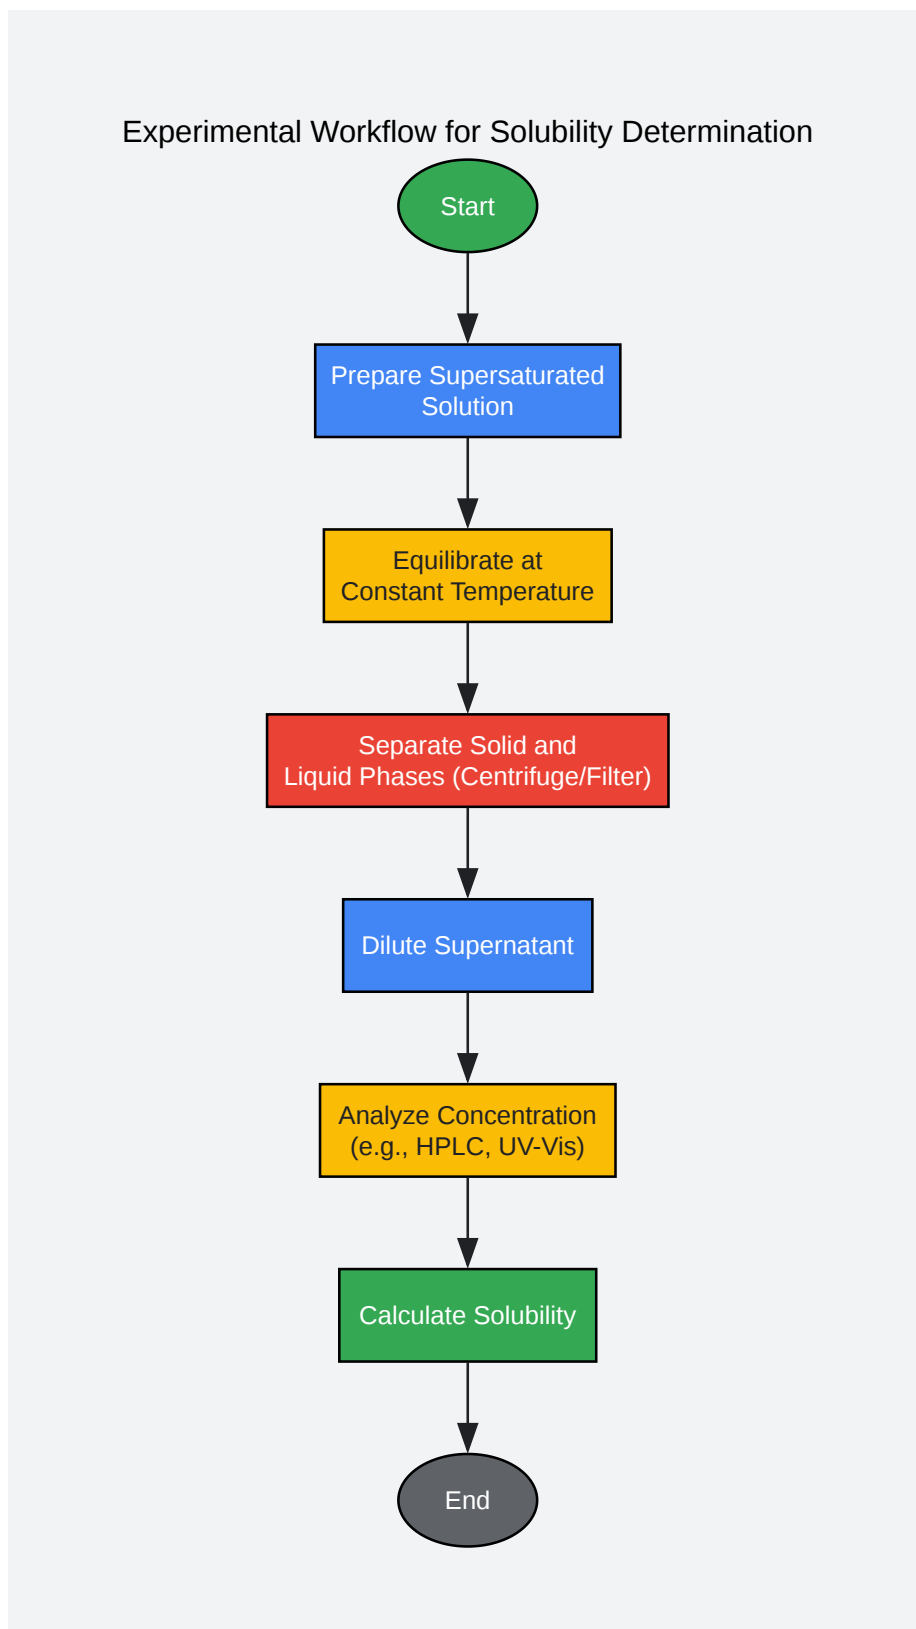 Experimental Workflow for Solubility Determination
Start
Prepare Supersaturated
Solution
Equilibrate at
Constant Temperature
Separate Solid and
Liquid Phases (Centrifuge/Filter)
Dilute Supernatant
Analyze Concentration
(e.g., HPLC, UV-Vis)
Calculate Solubility
End